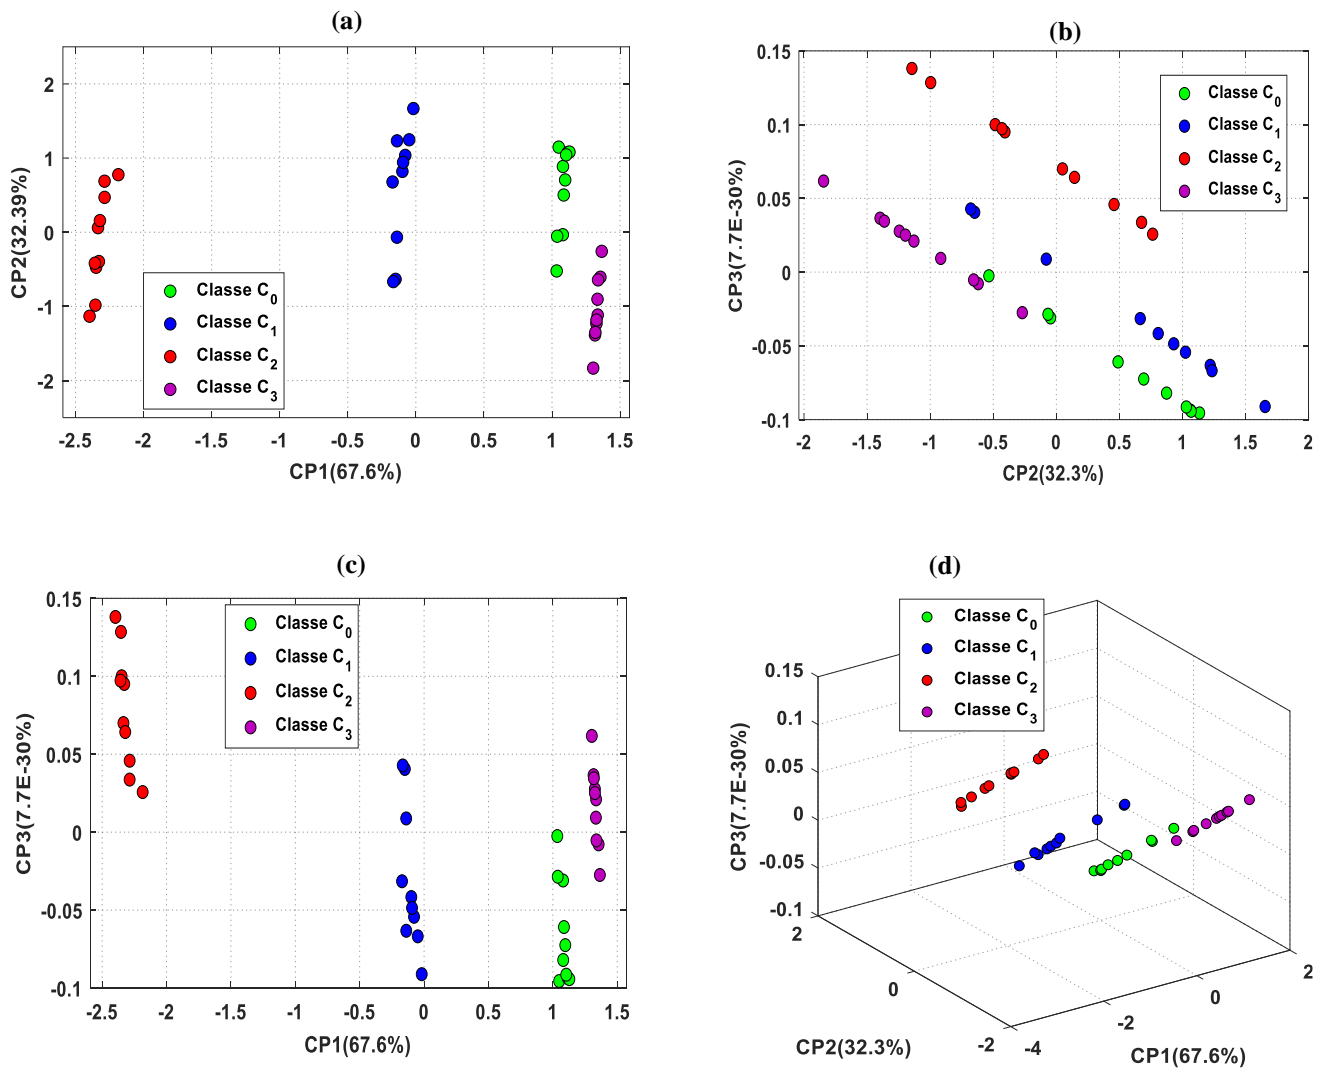 (a)
2
1
0
-1
-2
CP2(32.39%)
Classe C0
Classe C1
Classe C2
Classe C3
-2.5 -2 -1.5 -1 -0.5 0 0.5 1 1.5
CP1(67.6%)
(b)
0.15
0.1
0.05
0
-0.05
-0.1
CP3(7.7E-30%)
Classe C0
Classe C1
Classe C2
Classe C3
-2 -1.5 -1 -0.5 0 0.5 1 1.5 2
CP2(32.3%)
(c)
0.15
0.1
0.05
0
-0.05
-0.1
CP3(7.7E-30%)
Classe C0
Classe C1
Classe C2
Classe C3
-2.5 -2 -1.5 -1 -0.5 0 0.5 1 1.5
CP1(67.6%)
(d)
0.15
0.1
0.05
0
-0.05
-0.1
CP3(7.7E-30%)
Classe C0
Classe C1
Classe C2
Classe C3
2
0
-2
CP2(32.3%)
-4
-2
0
2
CP1(67.6%)